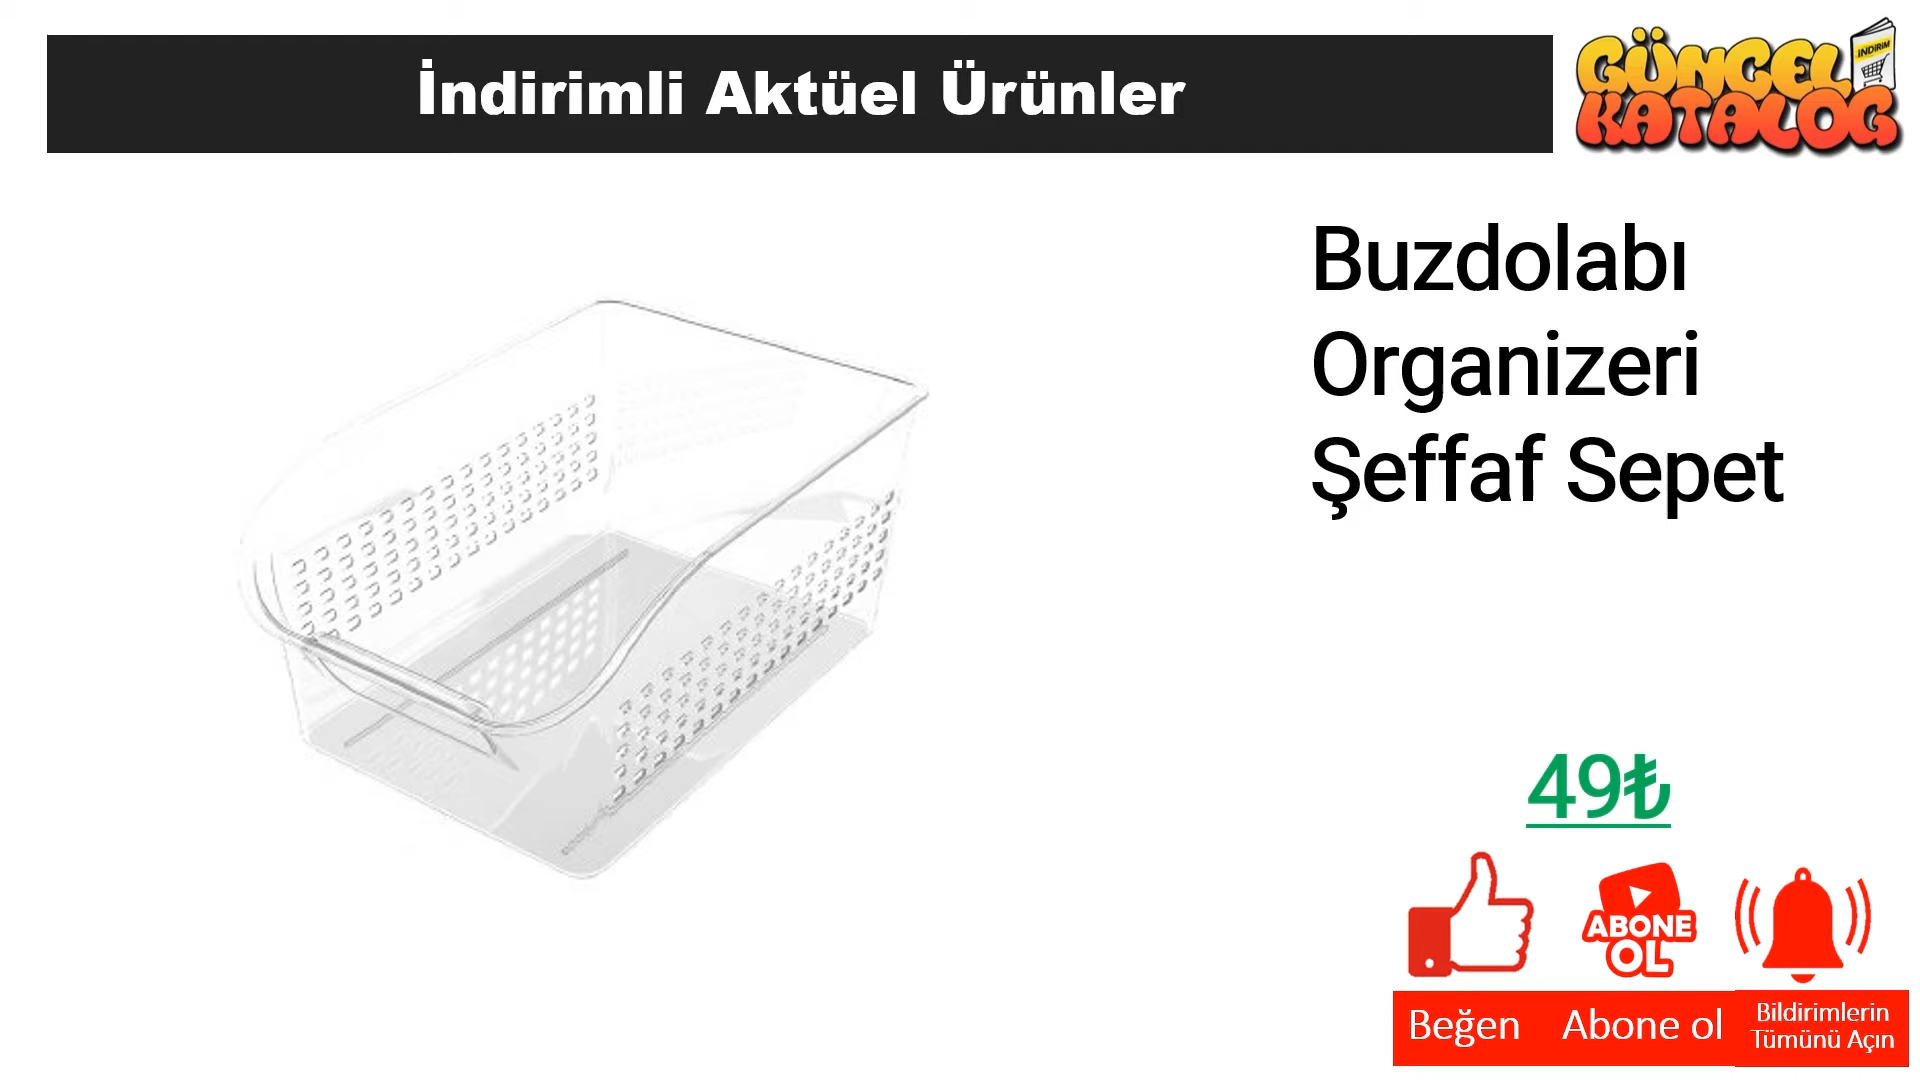 İndirimli Aktüel Ürünler
GÜNCEL
KATALOG
İNDİRİM
Buzdolabı
Organizeri
Şeffaf Sepet
49₺
ABONE
OL
Beğen
Abone ol
Bildirimlerin
Tümünü Açın